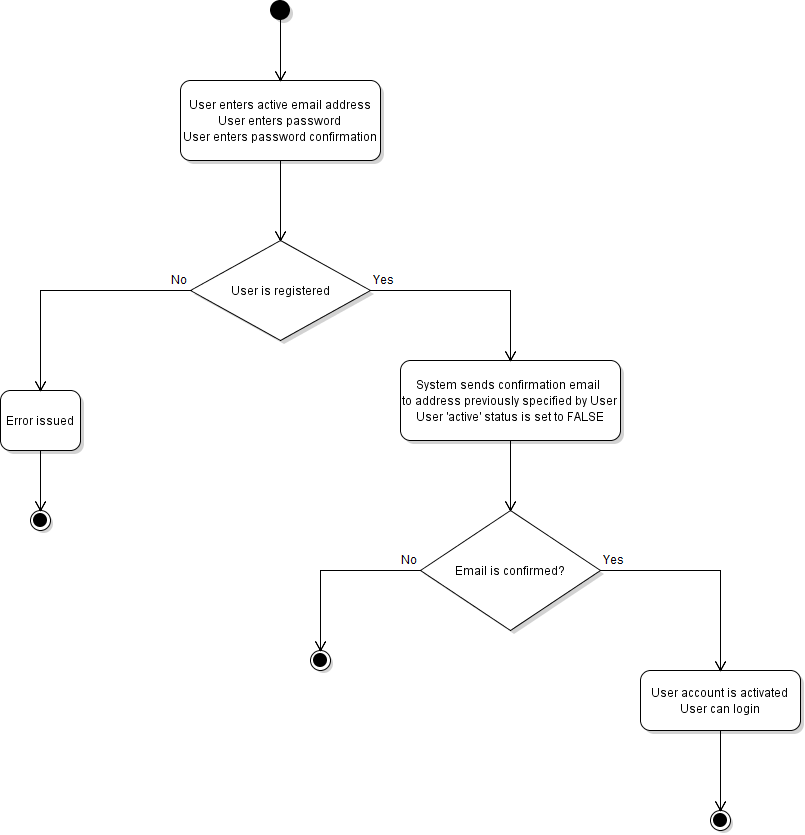 User enters active email address
User enters password
User enters password confirmation
No
Yes
User is registered
System sends confirmation email
to address previously specified by User
User 'active' status is set to FALSE
Error issued
No
Yes
Email is confirmed?
User account is activated
User can login